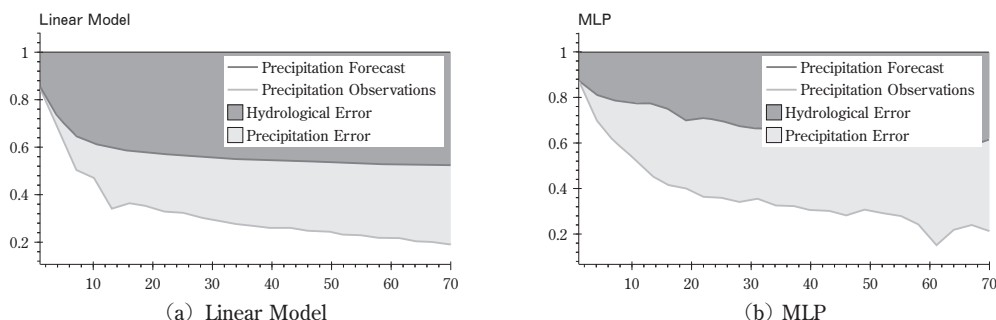 Linear Model
1
0.8
0.6
0.4
0.2
10 20 30 40 50 60 70
Precipitation Forecast
Precipitation Observations
Hydrological Error
Precipitation Error
(a) Linear Model
MLP
1
0.8
0.6
0.4
0.2
10 20 30 40 50 60 70
Precipitation Forecast
Precipitation Observations
Hydrological Error
Precipitation Error
(b) MLP